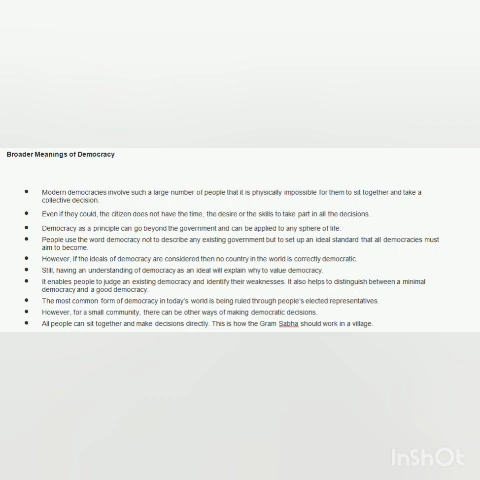 Broader Meanings of Democracy
• Modern democracies involve such a large number of people that it is physically impossible for them to sit together and take a
collective decision.
• Even if they could, the citizen does not have the time, the desire or the skills to take part in all the decisions.
• Democracy as a principle can go beyond the government and can be applied to any sphere of life.
• People use the word democracy not to describe any existing government but to set up an ideal standard that all democracies must
aim to become.
• However, if the ideals of democracy are considered then no country in the world is correctly democratic.
• Still, having an understanding of democracy as an ideal will explain why to value democracy.
• It enables people to judge an existing democracy and identify their weaknesses. It also helps to distinguish between a minimal
democracy and a good democracy.
• The most common form of democracy in today's world is being ruled through people's elected representatives.
• However, for a small community, there can be other ways of making democratic decisions.
• All people can sit together and make decisions directly. This is how the Gram Sabha should work in a village.
InShOt